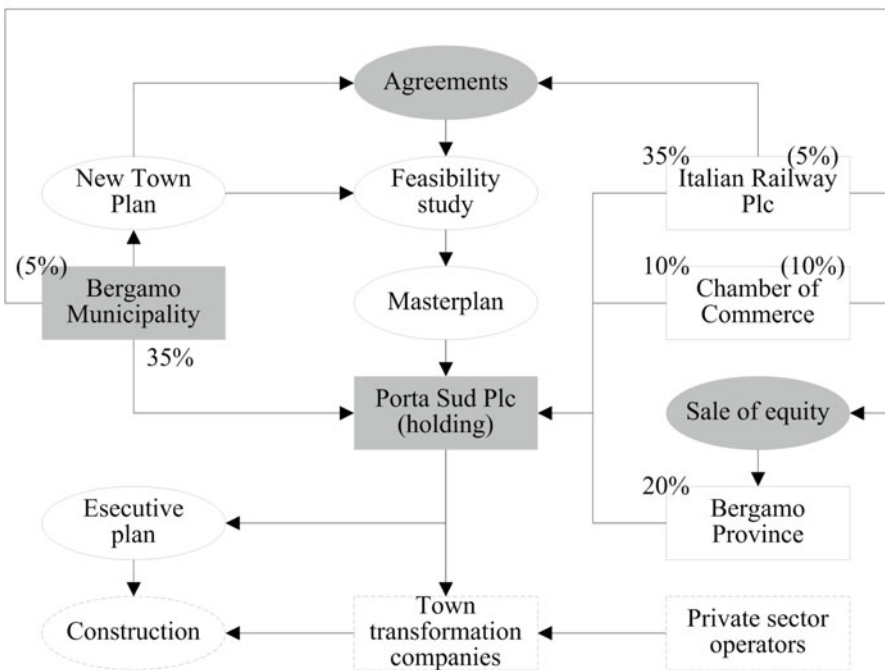 Agreements
New Town
Plan
Feasibility
study
35%
(5%)
Italian Railway
Plc
(5%)
Bergamo
Municipality
35%
Masterplan
10%
(10%)
Chamber of
Commerce
Porta Sud Plc
(holding)
Sale of equity
20%
Bergamo
Province
Esecutive
plan
Construction
Town
transformation
companies
Private sector
operators